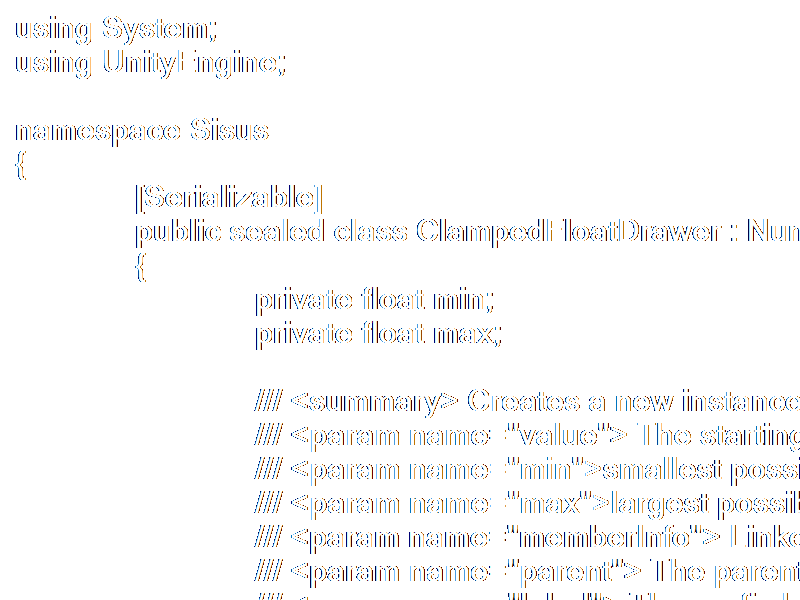 using System;
using UnityEngine;
namespace Sisus
{
[Serializable]
public sealed class ClampedFloatDrawer : Num
{
private float min;
private float max;
/// <summary> Creates a new instance
/// <param name="value"> The starting
/// <param name="min">smallest possi
/// <param name="max">largest possib
/// <param name="memberInfo"> Linke
/// <param name="parent"> The parent